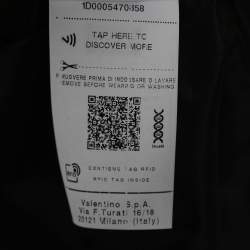 1D0005470458
TAP HERE TO
DISCOVER MORE
RIMUOVERE PRIMA DI INDOSSARE O LAVARE
REMOVE BEFORE WEARING OR WASHING
CONTIENE TAG RFID
RFID TAG INSIDE
Valentino S.p.A.
Via F.Turati 16/18
20121 Milano (Italy)